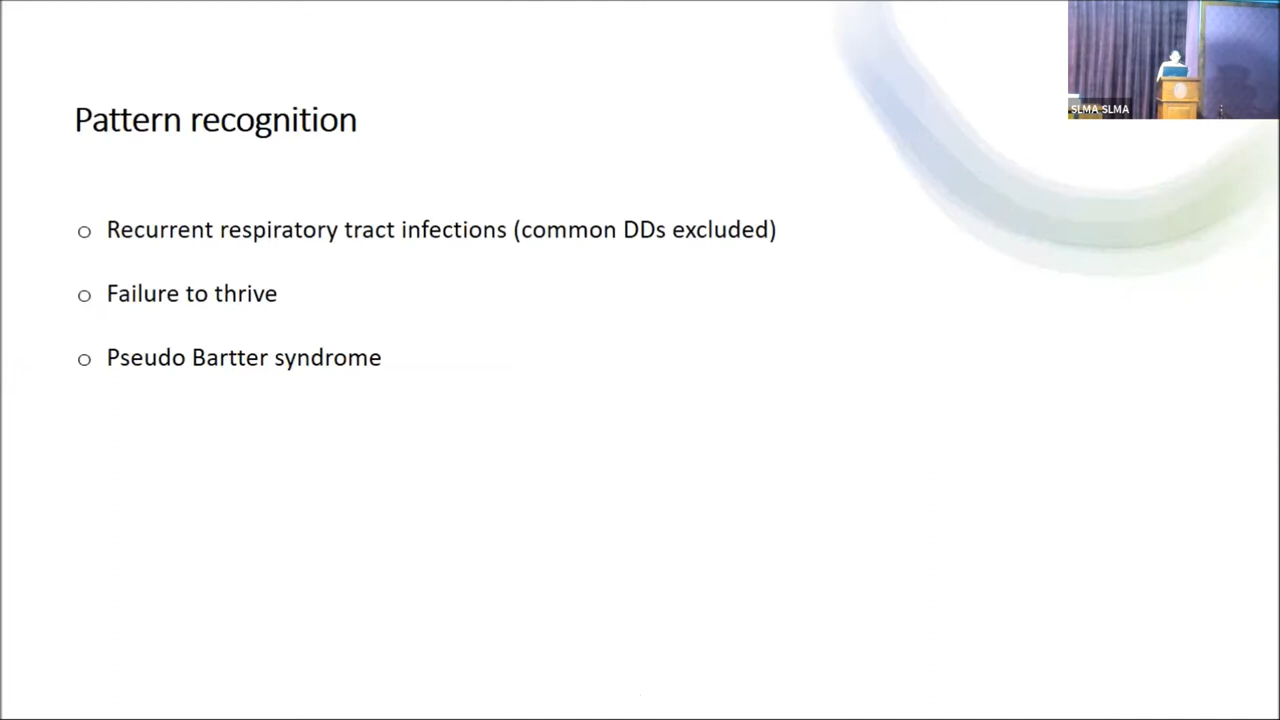 SLMA SLMA
Pattern recognition
Recurrent respiratory tract infections (common DDs excluded)
Failure to thrive
Pseudo Bartter syndrome